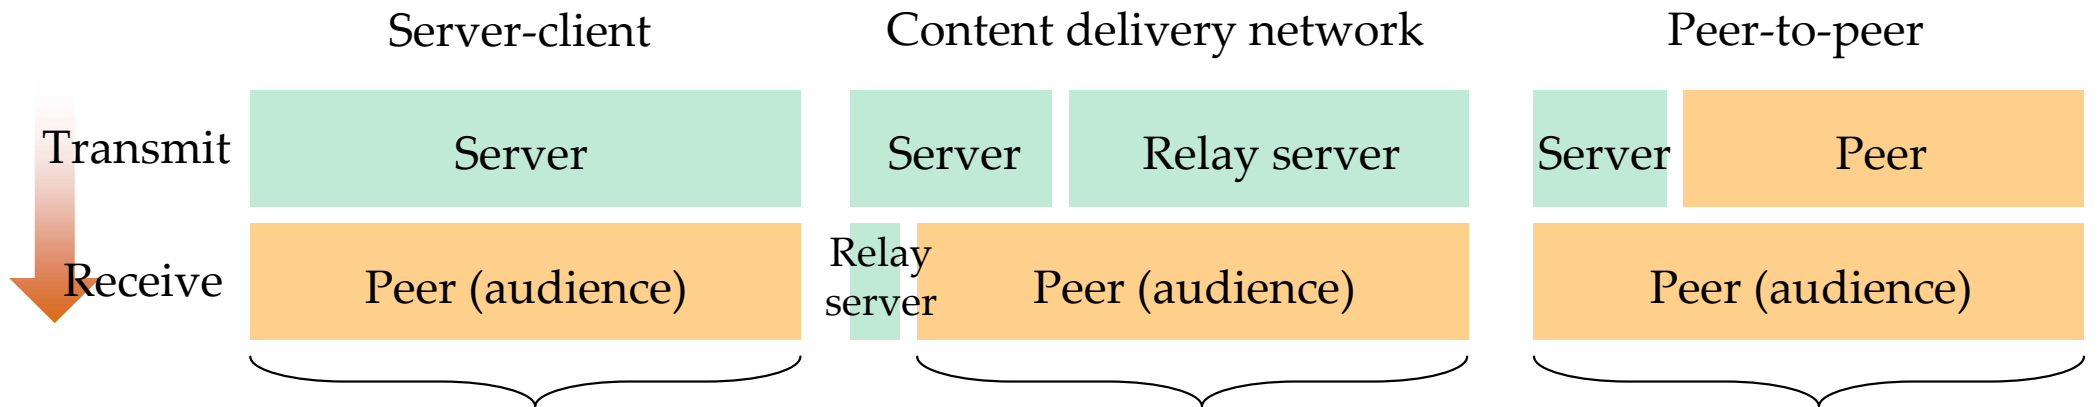 Server-client
Content delivery network
Peer-to-peer
Transmit
Server
Server
Relay server
Server
Peer
Receive
Peer (audience)
Relay
server
Peer (audience)
Peer (audience)